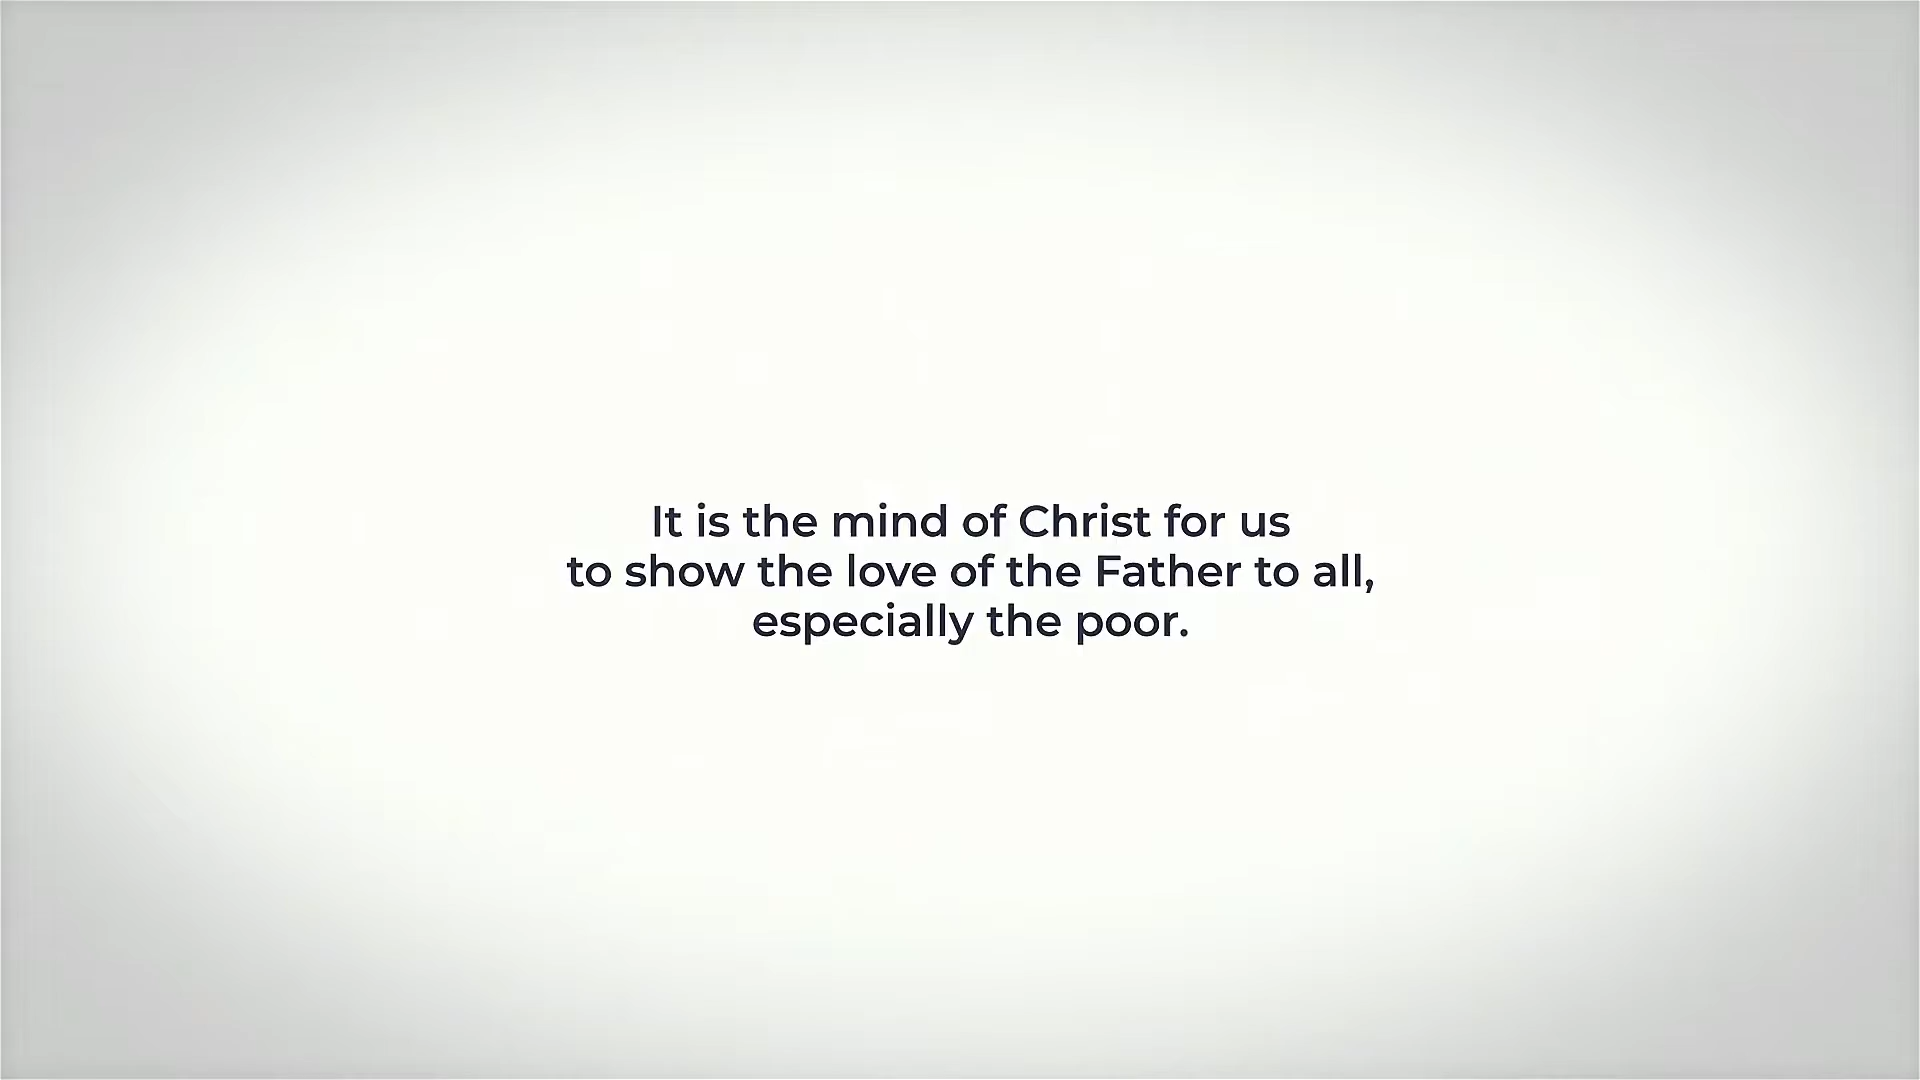 It is the mind of Christ for us
to show the love of the Father to all,
especially the poor.